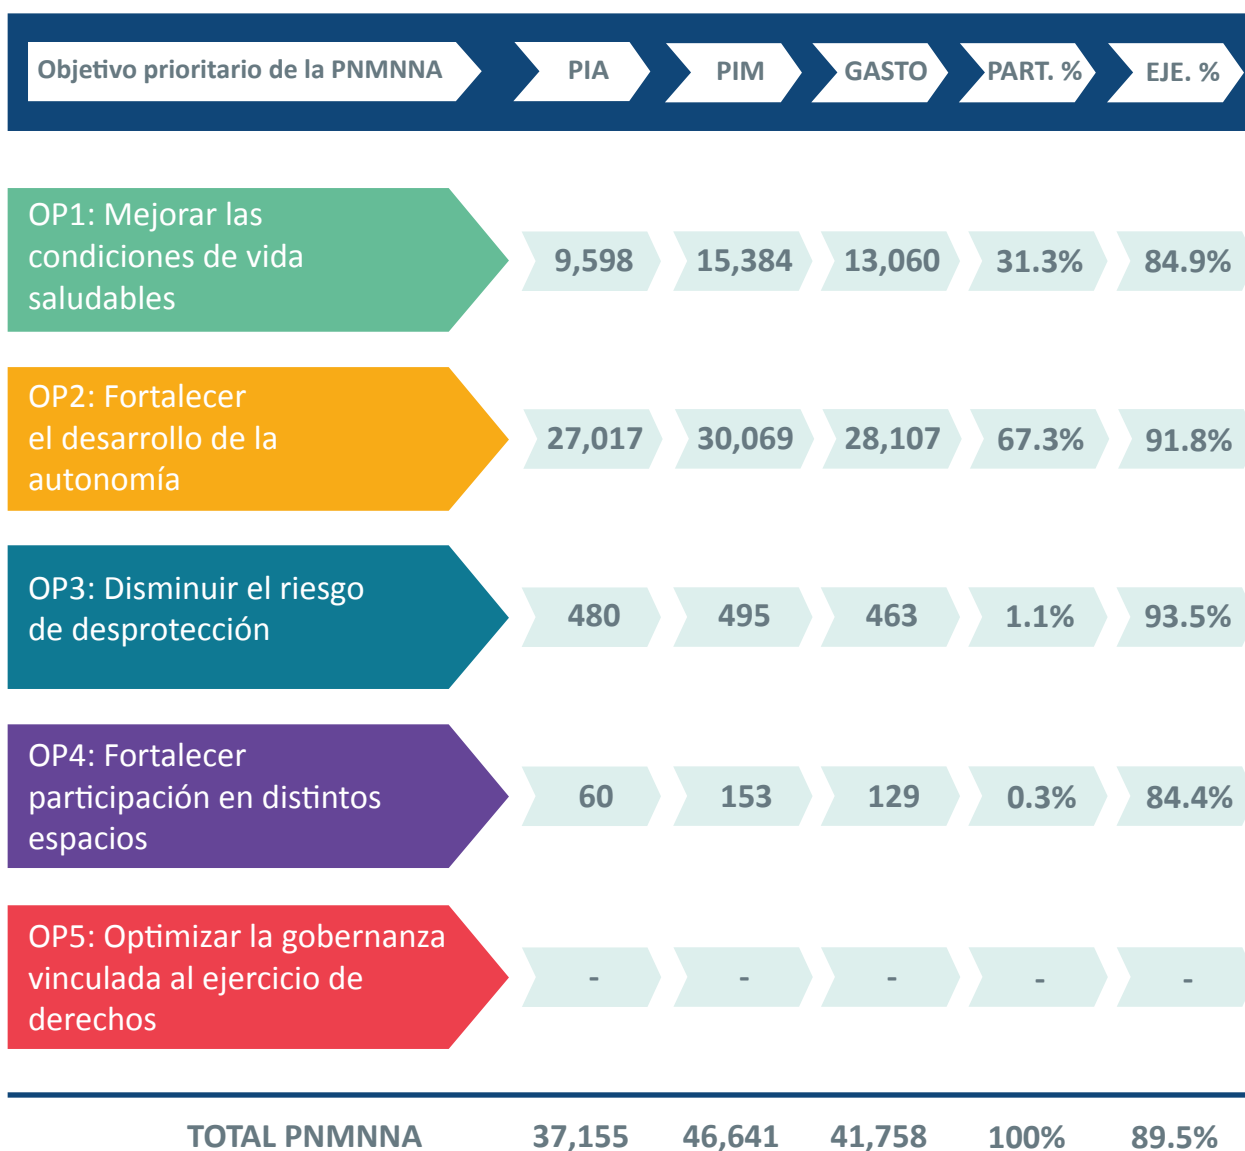 Objetivo prioritario de la PNMNNA PIA PIM GASTO PART. % EJE. %
OP1: Mejorar las
condiciones de vida
saludables
9,598 15,384 13,060 31.3% 84.9%
OP2: Fortalecer
el desarrollo de la
autonomía
27,017 30,069 28,107 67.3% 91.8%
OP3: Disminuir el riesgo
de desprotección
480 495 463 1.1% 93.5%
OP4: Fortalecer
participación en distintos
espacios
60 153 129 0.3% 84.4%
OP5: Optimizar la gobernanza
vinculada al ejercicio de
derechos
- - - - -
TOTAL PNMNNA 37,155 46,641 41,758 100% 89.5%